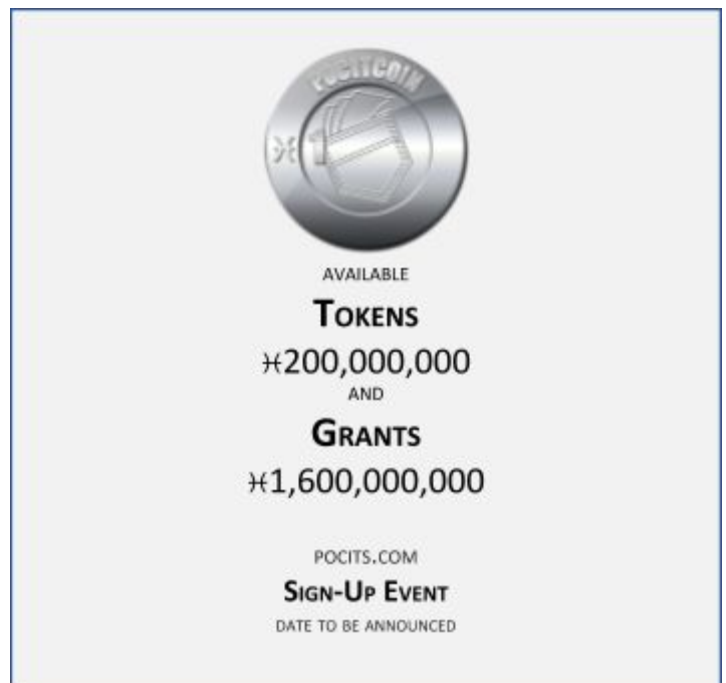 POCITCOIN
Ӿ1
AVAILABLE
TOKENS
Ӿ200,000,000
AND
GRANTS
Ӿ1,600,000,000
POCITS.COM
SIGN-UP EVENT
DATE TO BE ANNOUNCED